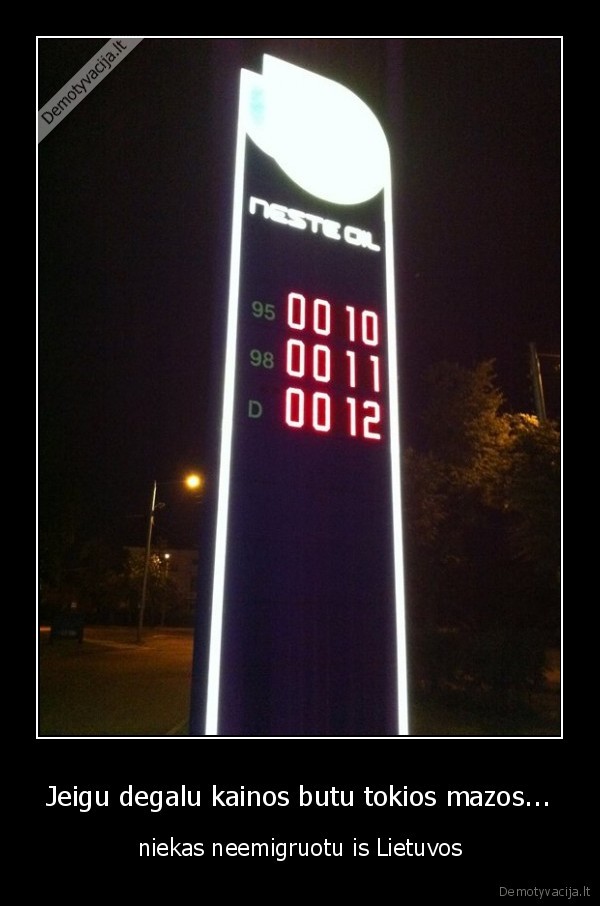 Demotyvacija.lt
NESTE OIL
95 00 10
98 00 11
D 00 12
Jeigu degalu kainos butu tokios mazos...
niekas neemigruotu is Lietuvos
Demotyvacija.lt